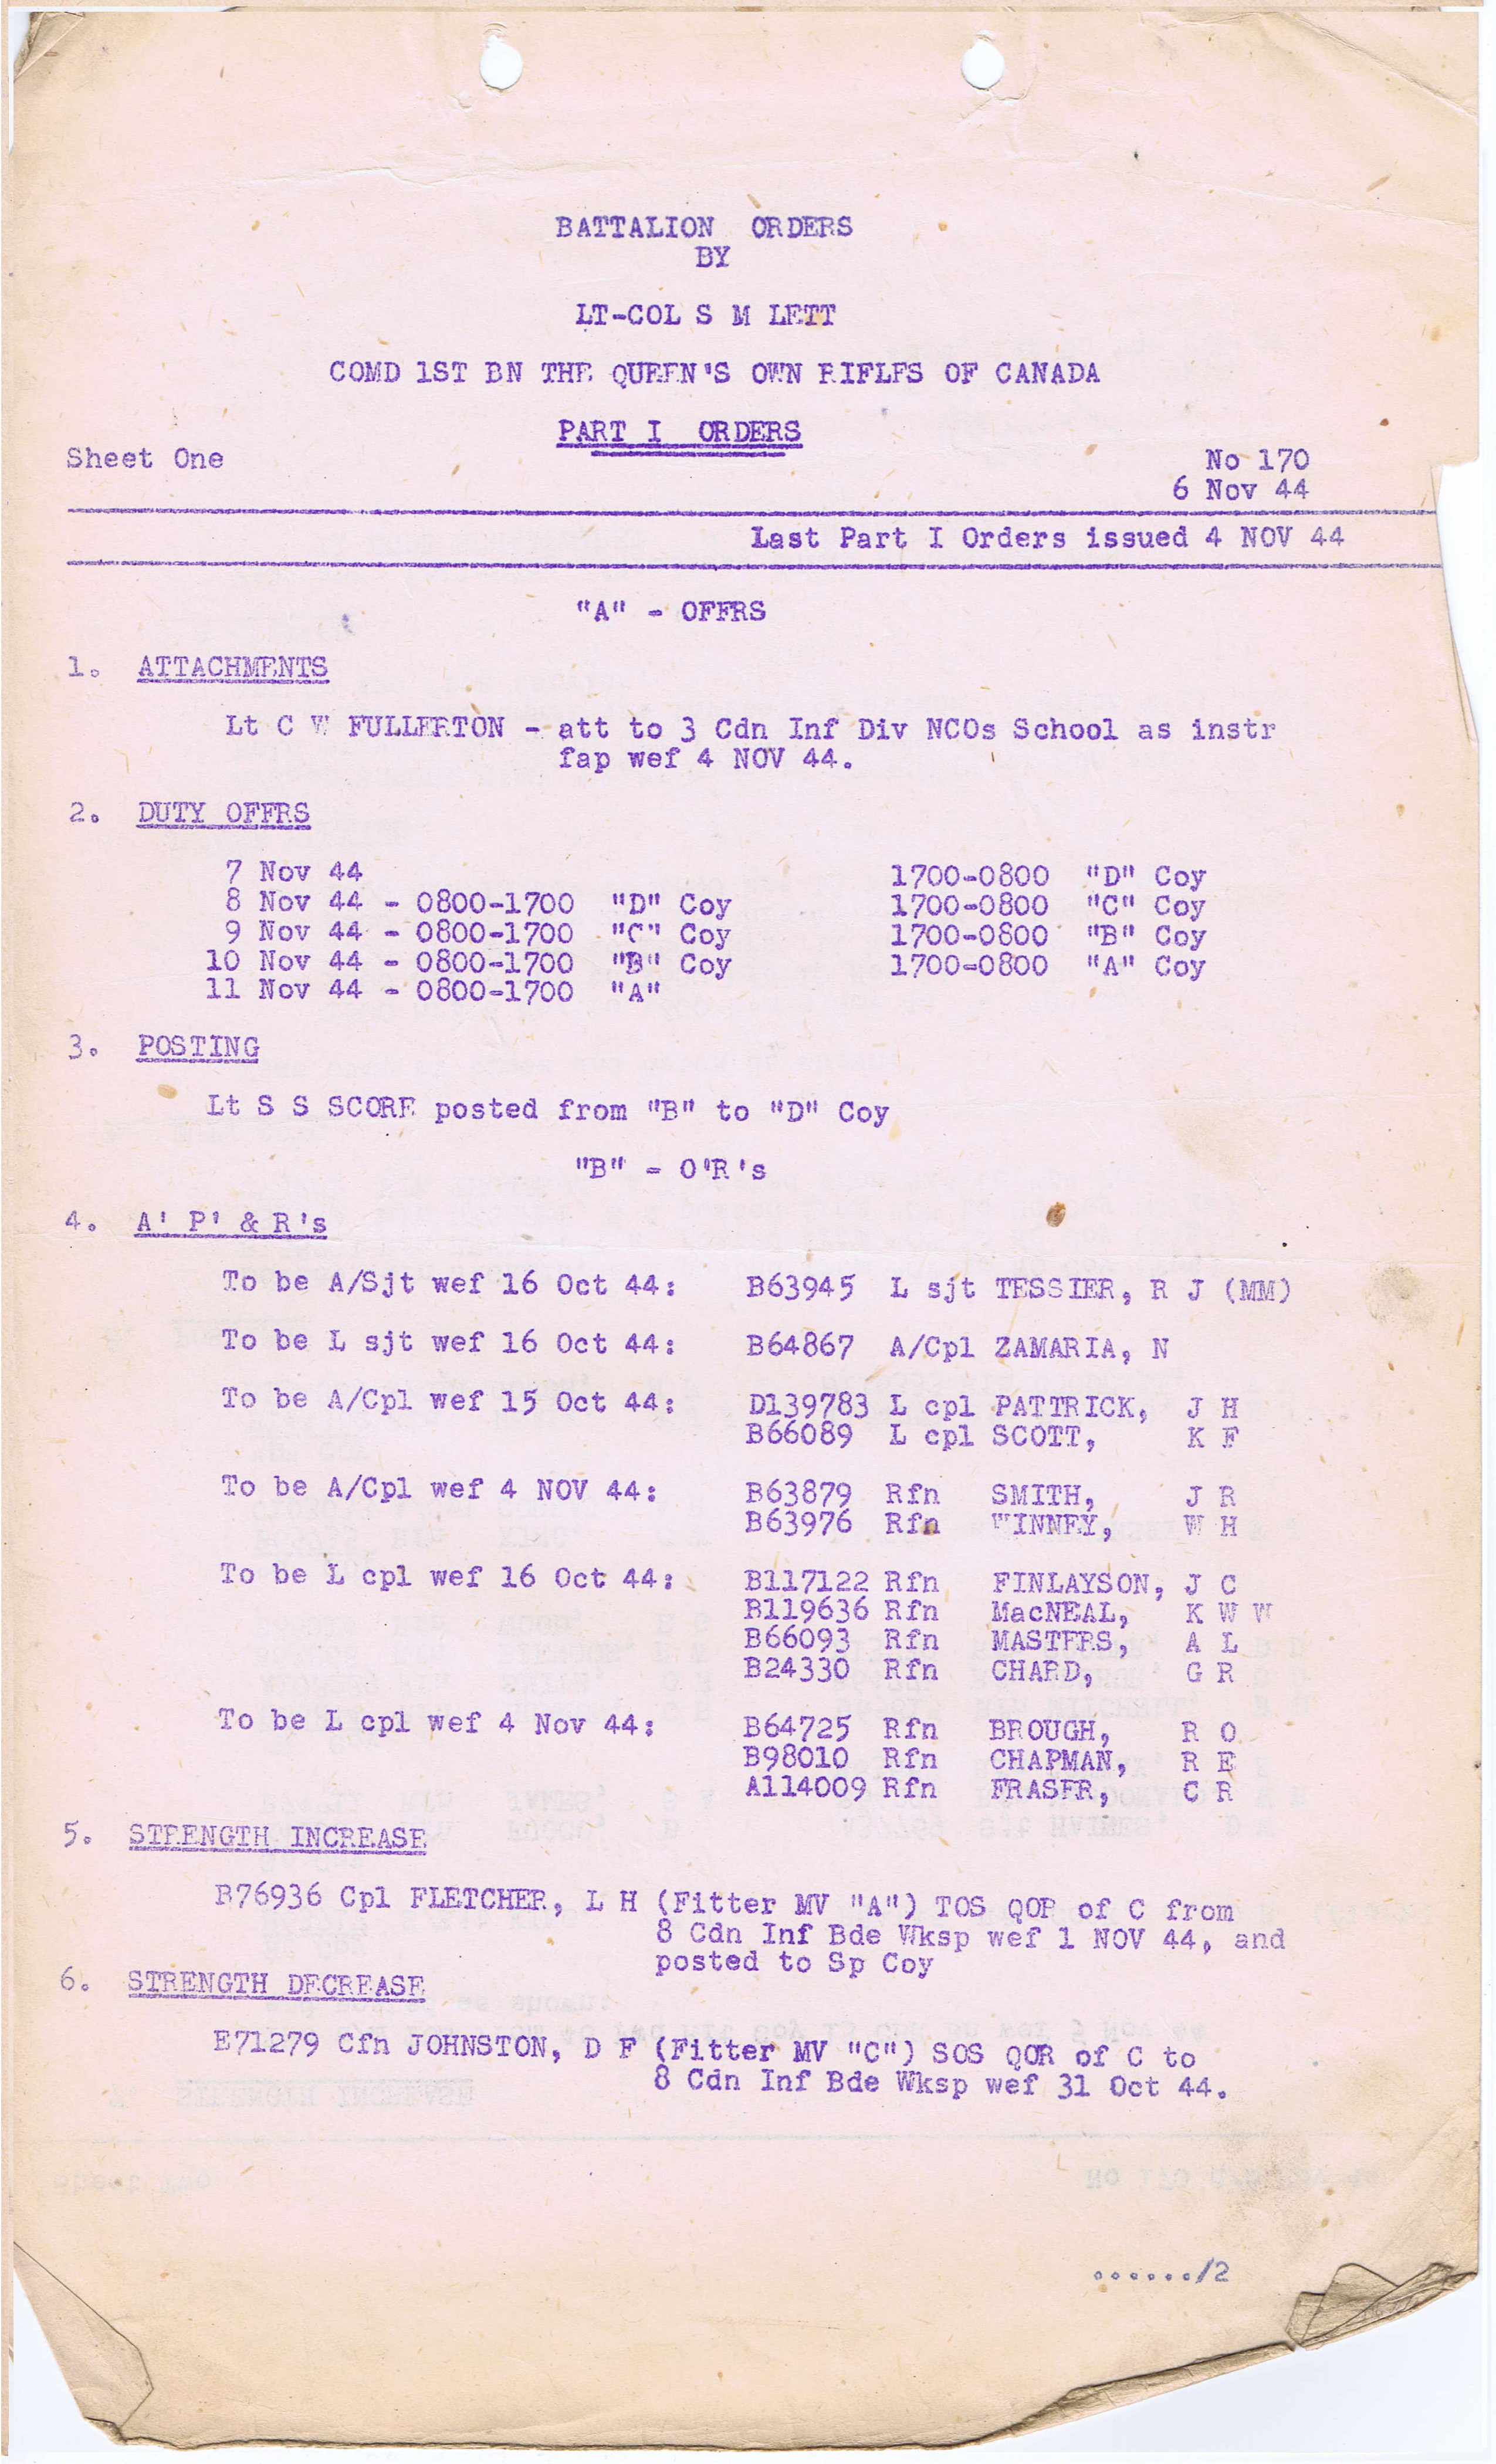 BATTALION ORDERS
BY
LT-COL S M LETT
COMD 1ST BN THE QUEEN'S OWN RIFLES OF CANADA
PART I ORDERS
Sheet One
No 170
6 Nov 44
Last Part I Orders issued 4 NOV 44
"A" - OFFRS
1. ATTACHMENTS
Lt C W FULLERTON - att to 3 Cdn Inf Div NCOs School as instr
fap wef 4 NOV 44.
2. DUTY OFFRS
7 Nov 44 1700-0800 "D" Coy
8 Nov 44 - 0800-1700 "D" Coy 1700-0800 "C" Coy
9 Nov 44 - 0800-1700 "C" Coy 1700-0800 "B" Coy
10 Nov 44 - 0800-1700 "B" Coy 1700-0800 "A" Coy
11 Nov 44 - 0800-1700 "A"
3. POSTING
Lt S S SCORE posted from "B" to "D" Coy
"B" - O'R's
4. A' P' & R's
To be A/Sjt wef 16 Oct 44: B63945 L sjt TESSIER, R J (MM)
To be L sjt wef 16 Oct 44: B64867 A/Cpl ZAMARIA, N
To be A/Cpl wef 15 Oct 44: D139783 L cpl PATTRICK, J H
B66089 L cpl SCOTT, K F
To be A/Cpl wef 4 NOV 44: B63879 Rfn SMITH, J R
B63976 Rfn WINNEY, W H
To be L cpl wef 16 Oct 44: B117122 Rfn FINLAYSON, J C
B119636 Rfn MacNEAL, K W W
B66093 Rfn MASTERS, A L
B24330 Rfn CHARD, G R
To be L cpl wef 4 Nov 44: B64725 Rfn BROUGH, R O
B98010 Rfn CHAPMAN, R E
A114009 Rfn FRASER, C R
5. STRENGTH INCREASE
B76936 Cpl FLETCHER, L H (Fitter MV "A") TOS QOR of C from
8 Cdn Inf Bde Wksp wef 1 NOV 44, and
posted to Sp Coy
6. STRENGTH DECREASE
E71279 Cfn JOHNSTON, D F (Fitter MV "C") SOS QOR of C to
8 Cdn Inf Bde Wksp wef 31 Oct 44.
....../2